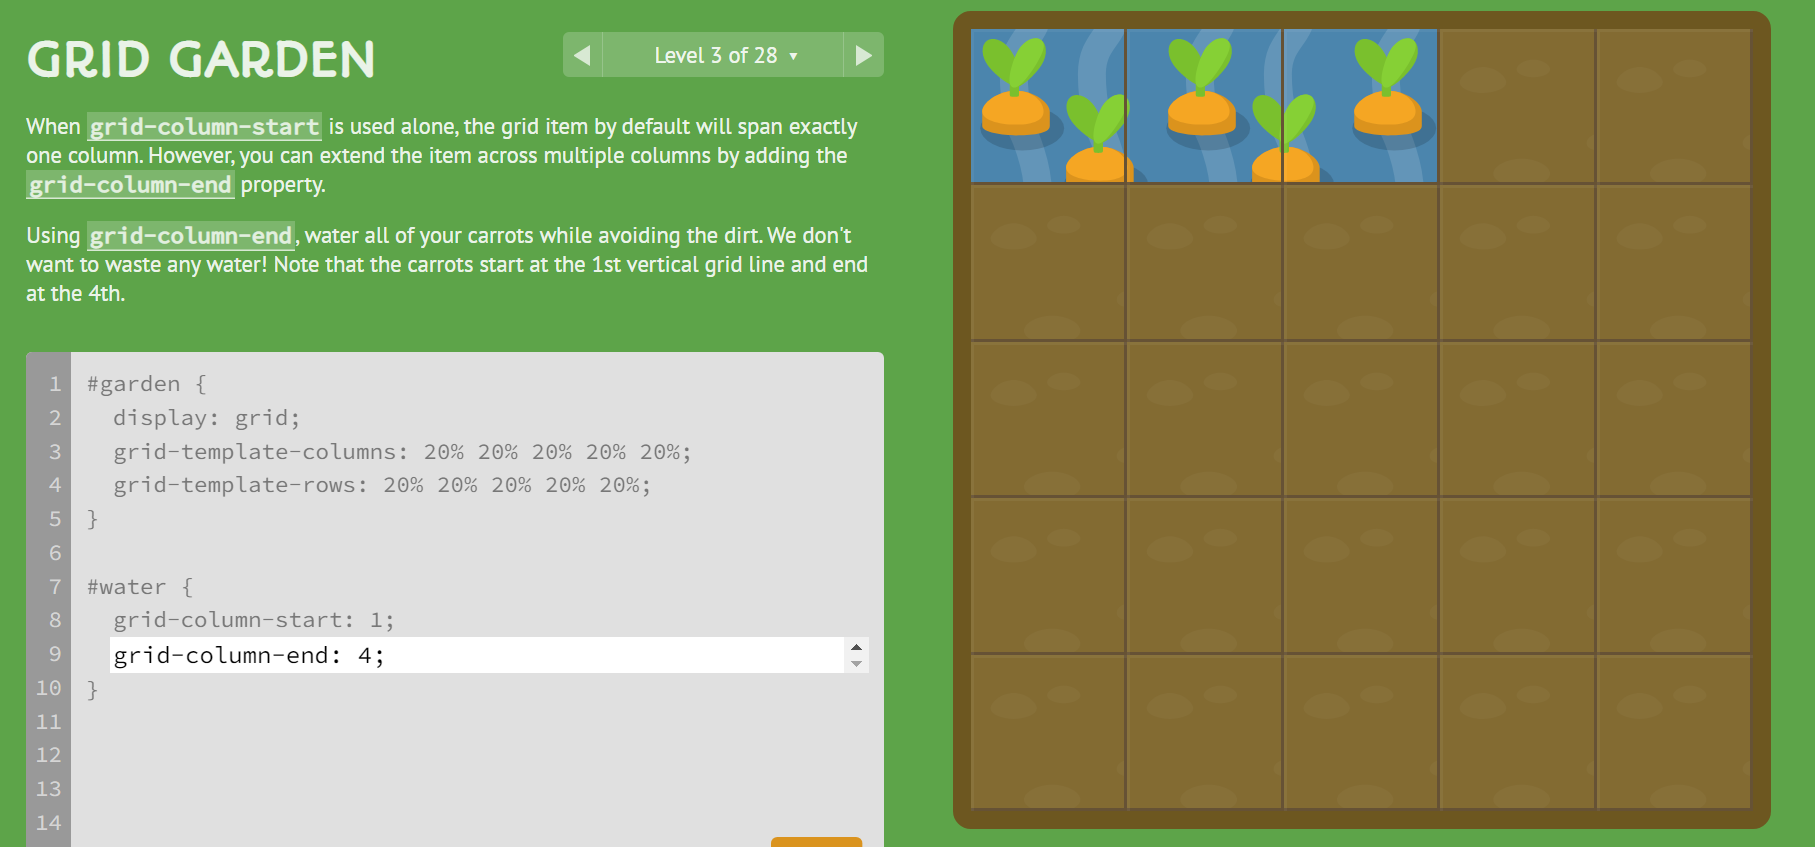 GRID GARDEN
Level 3 of 28
When grid-column-start is used alone, the grid item by default will span exactly
one column. However, you can extend the item across multiple columns by adding the
grid-column-end property.
Using grid-column-end, water all of your carrots while avoiding the dirt. We don't
want to waste any water! Note that the carrots start at the 1st vertical grid line and end
at the 4th.
1 #garden {
2 display: grid;
3 grid-template-columns: 20% 20% 20% 20% 20%;
4 grid-template-rows: 20% 20% 20% 20% 20%;
5 }
6
7 #water {
8 grid-column-start: 1;
9 grid-column-end: 4;
10 }
11
12
13
14